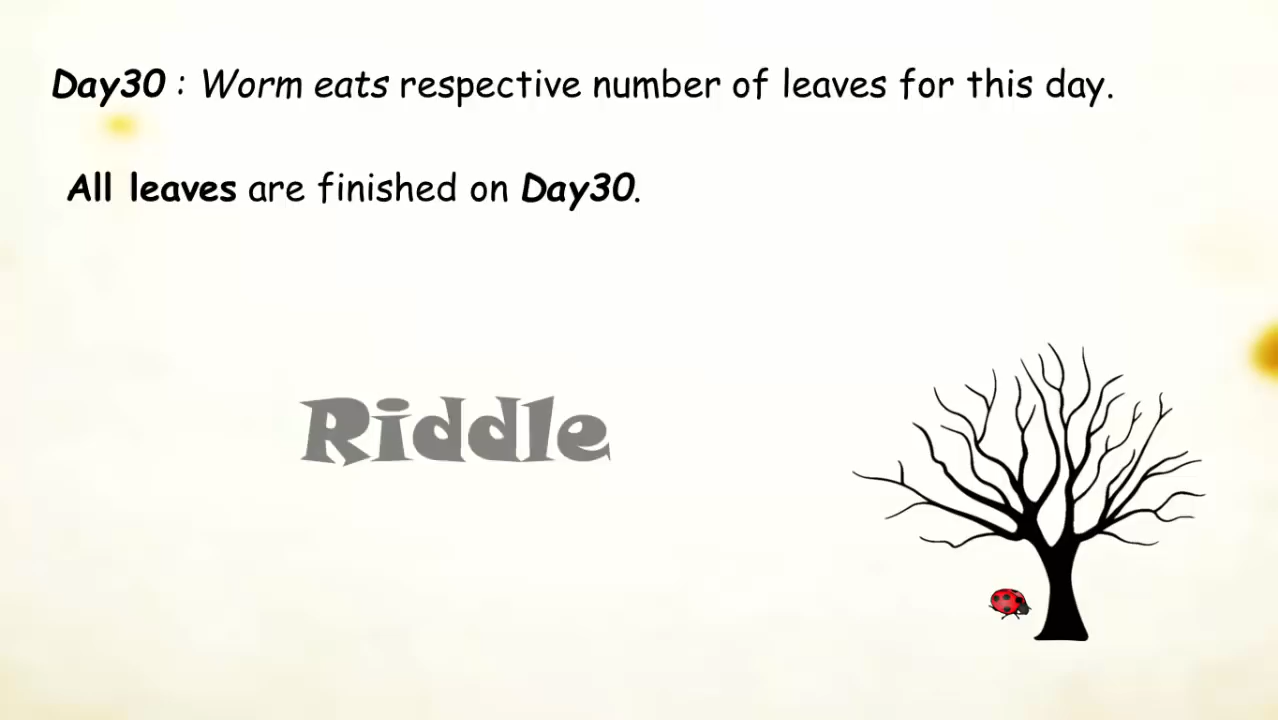 Day30 : Worm eats respective number of leaves for this day.
All leaves are finished on Day30.
Riddle